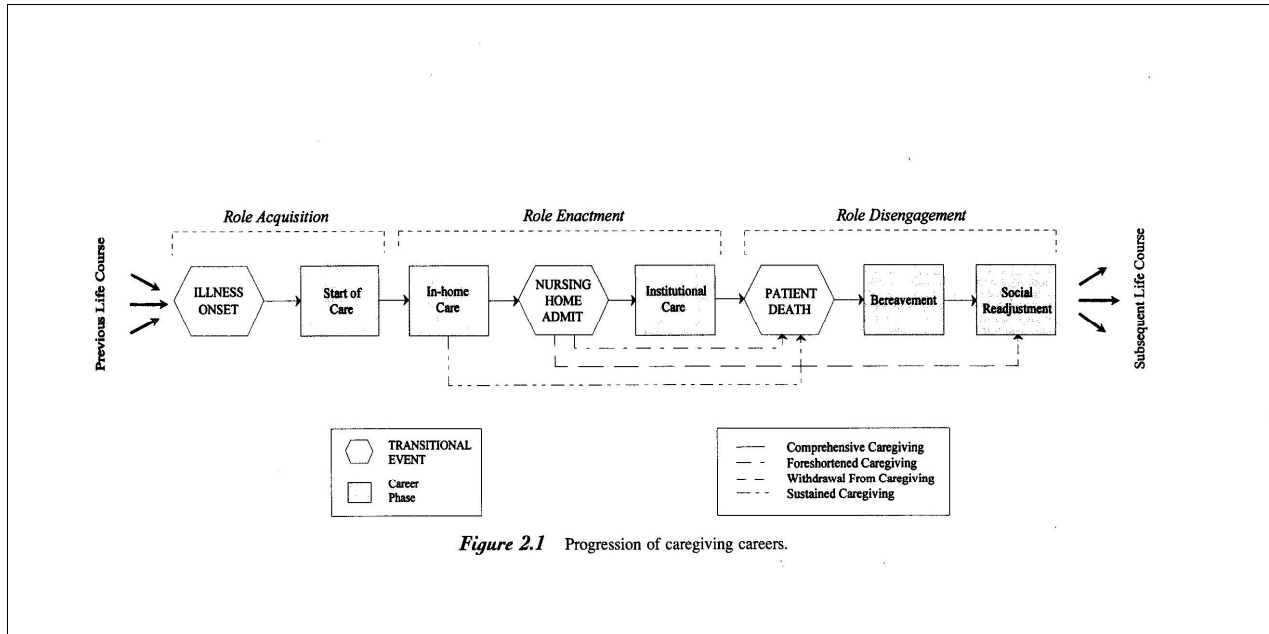 Role Acquisition
Role Enactment
Role Disengagement
Previous Life Course
ILLNESS
ONSET
Start of
Care
In-home
Care
NURSING
HOME
ADMIT
Institutional
Care
PATIENT
DEATH
Bereavement
Social
Readjustment
Subsequent Life Course
TRANSITIONAL
EVENT
Career
Phase
Comprehensive Caregiving
Foreshortened Caregiving
Withdrawal From Caregiving
Sustained Caregiving
Figure 2.1 Progression of caregiving careers.